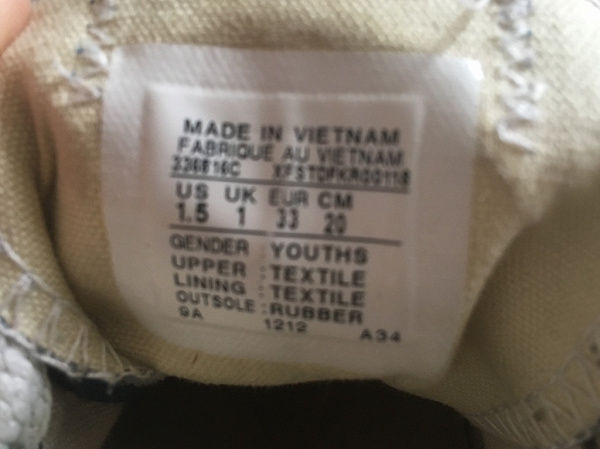 MADE IN VIETNAM
FABRIQUE AU VIETNAM
336816C
US UK EUR CM
1.5 1 33 20
GENDER YOUTHS
UPPER : TEXTILE
LINING : TEXTILE
OUTSOLE : RUBBER
9A 1212 A34